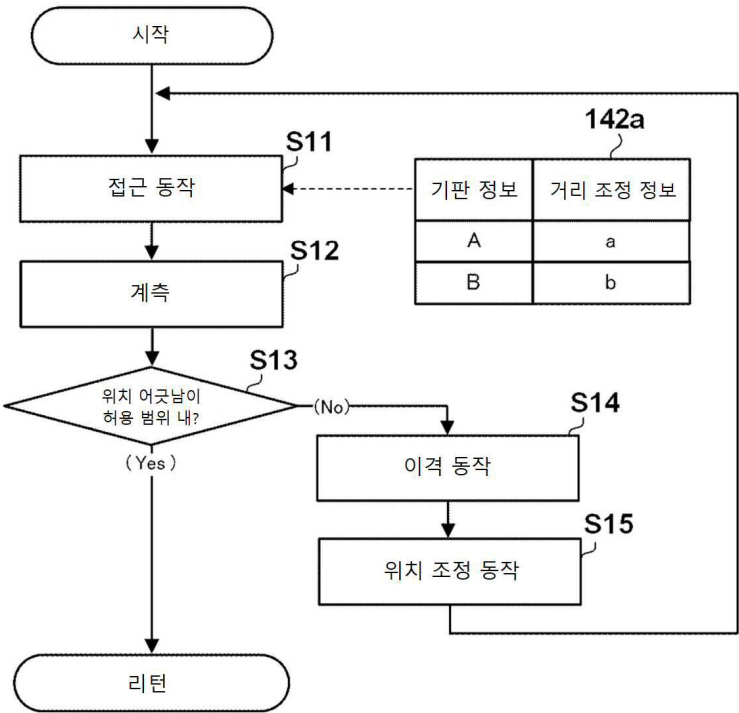 시작
142a
S11
접근 동작
기판 정보
거리 조정 정보
A
a
B
b
S12
계측
S13
위치 어긋남이
허용 범위 내?
(No)
(Yes)
S14
이격 동작
S15
위치 조정 동작
리턴